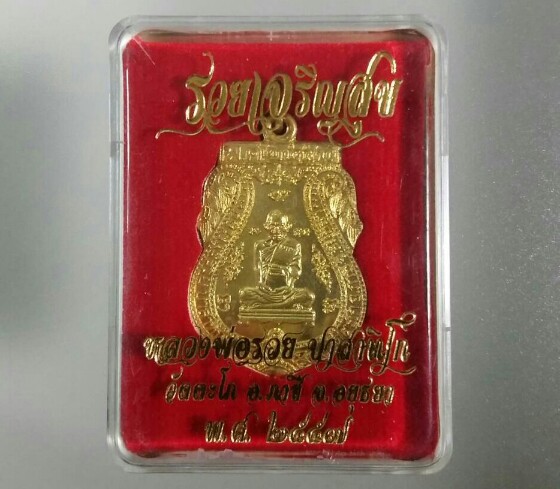 รวยเจริญสุข
หลวงพ่อรวย ปาสาทิโก
วัดตะโก อ.ภาชี จ.อยุธยา
พ.ศ. ๒๕๕๗